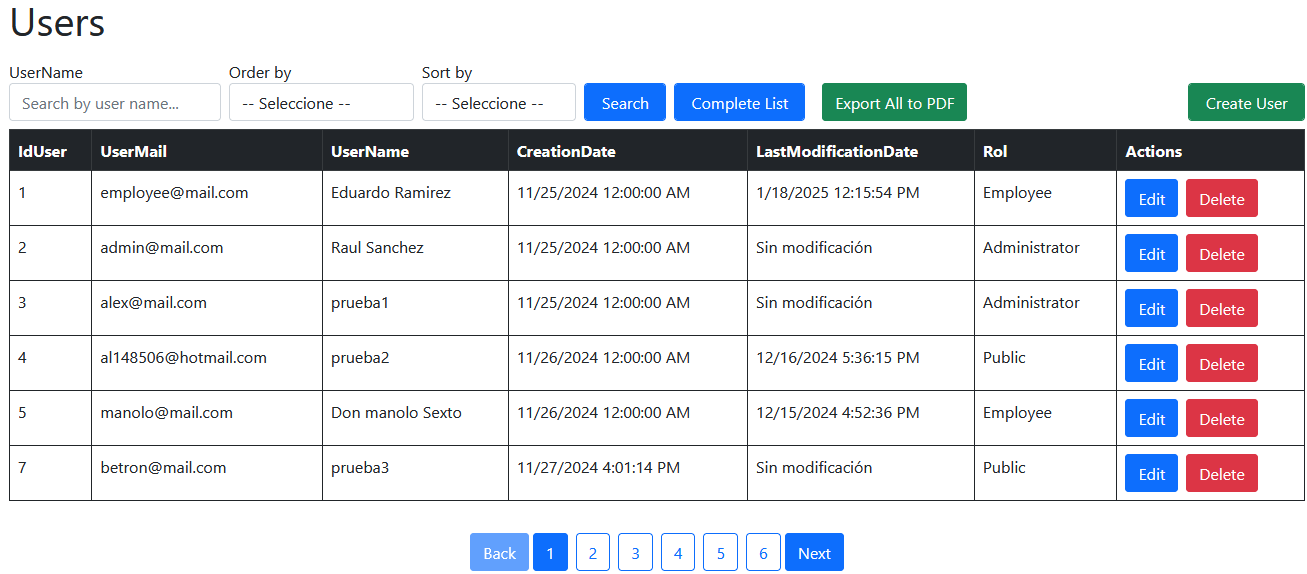 Users
UserName Order by Sort by
Search by user name... -- Seleccione -- -- Seleccione -- Search Complete List Export All to PDF Create User
IdUser UserMail UserName CreationDate LastModificationDate Rol Actions
1 employee@mail.com Eduardo Ramirez 11/25/2024 12:00:00 AM 1/18/2025 12:15:54 PM Employee Edit Delete
2 admin@mail.com Raul Sanchez 11/25/2024 12:00:00 AM Sin modificación Administrator Edit Delete
3 alex@mail.com prueba1 11/25/2024 12:00:00 AM Sin modificación Administrator Edit Delete
4 al148506@hotmail.com prueba2 11/26/2024 12:00:00 AM 12/16/2024 5:36:15 PM Public Edit Delete
5 manolo@mail.com Don manolo Sexto 11/26/2024 12:00:00 AM 12/15/2024 4:52:36 PM Employee Edit Delete
7 betron@mail.com prueba3 11/27/2024 4:01:14 PM Sin modificación Public Edit Delete
Back 1 2 3 4 5 6 Next